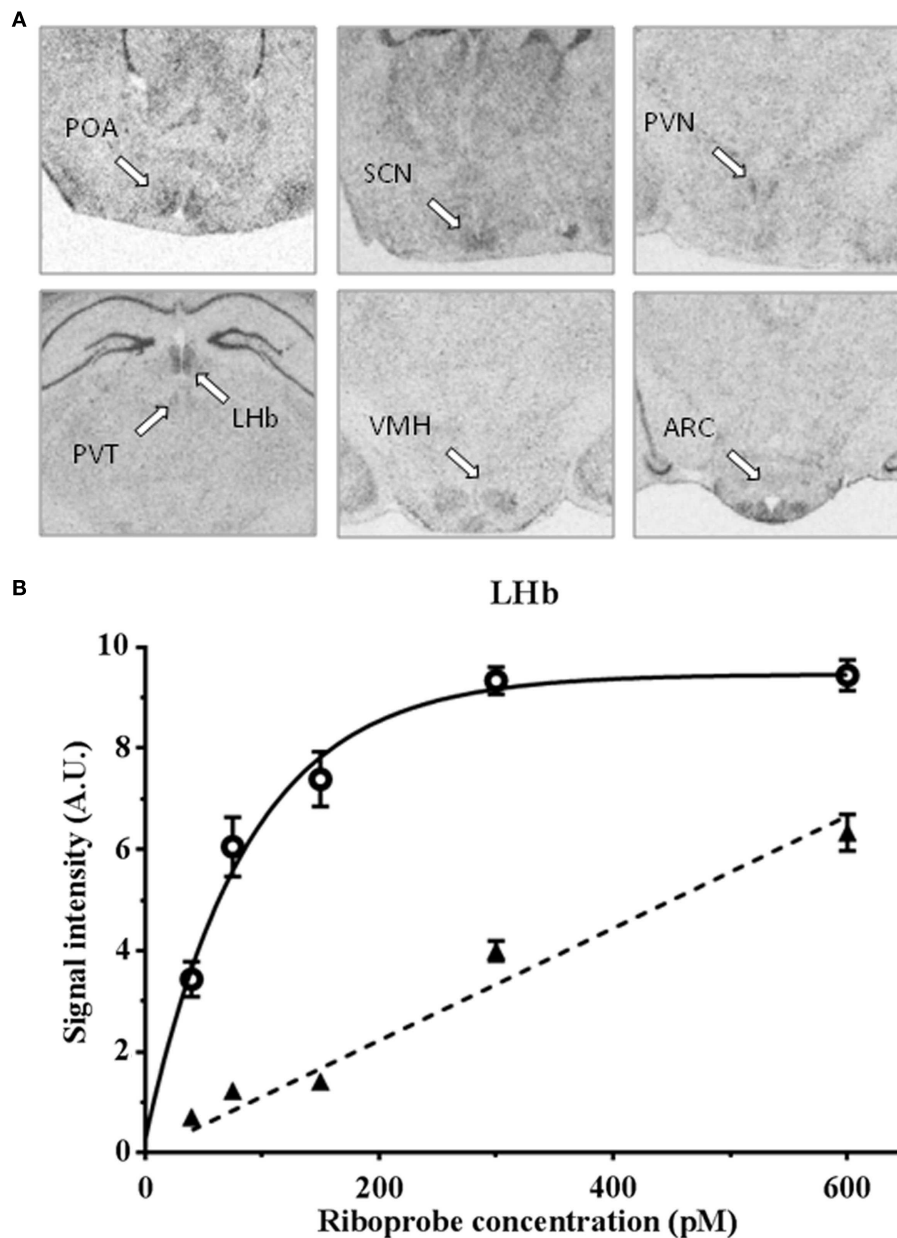 A
POA
SCN
PVN
PVT
LHb
VMH
ARC
B
LHb
Signal intensity (A.U.)
10
8
6
4
2
0
0 200 400 600
Riboprobe concentration (pM)